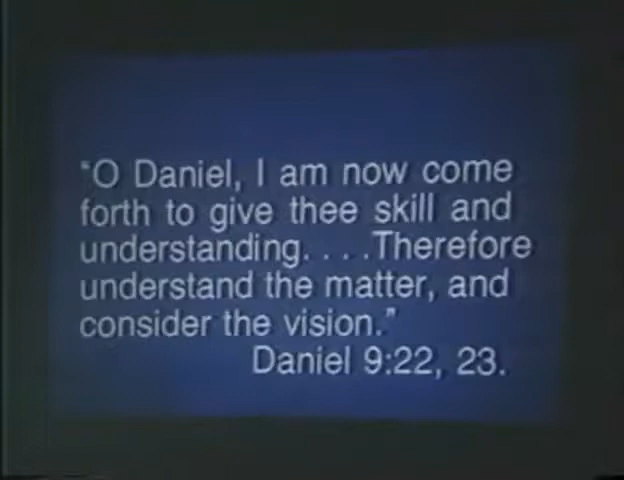 "O Daniel, I am now come
forth to give thee skill and
understanding. . . .Therefore
understand the matter, and
consider the vision."
Daniel 9:22, 23.